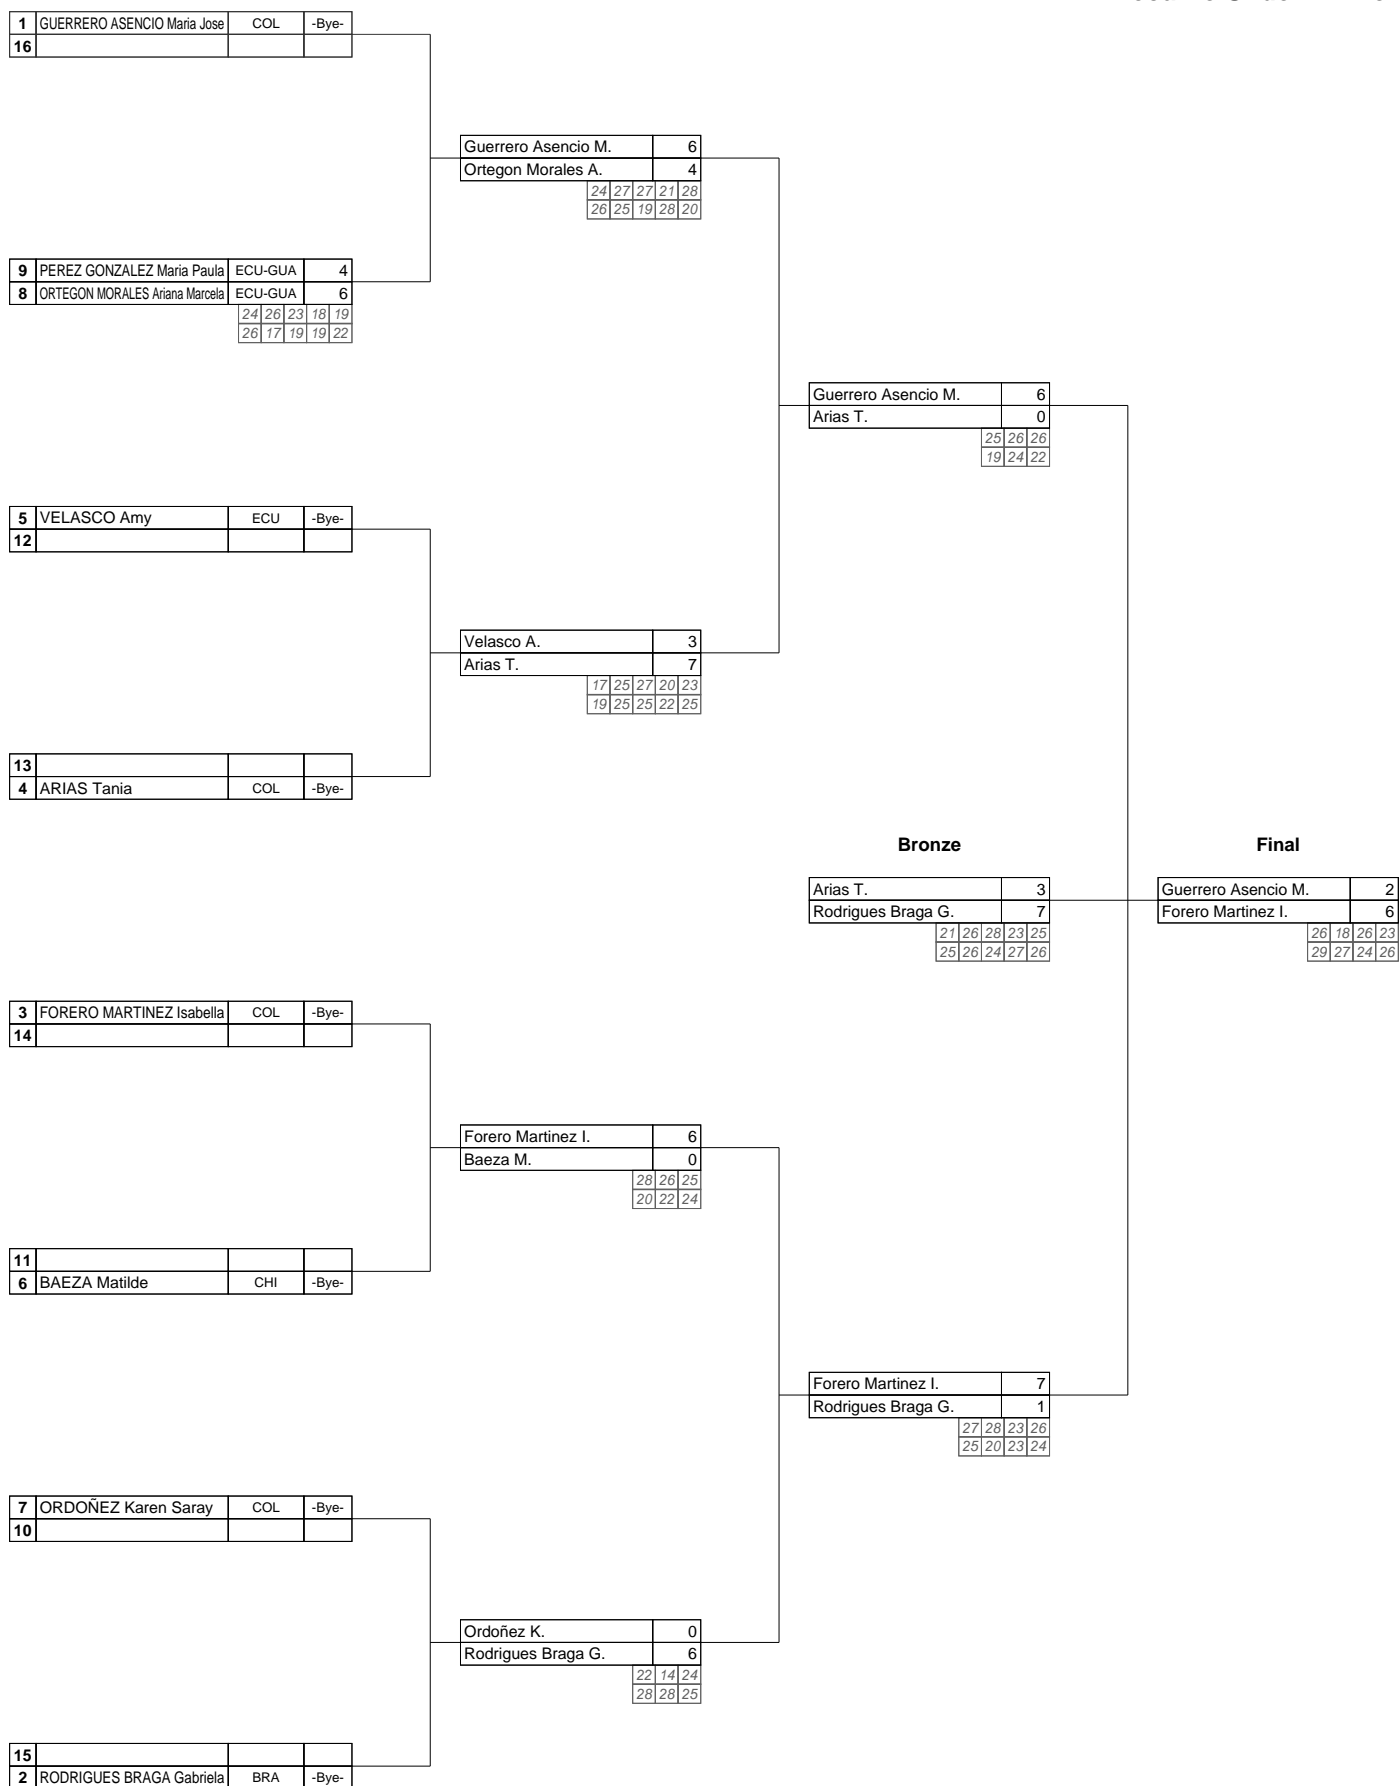 1 GUERRERO ASENCIO Maria Jose COL -Bye-
16
Guerrero Asencio M. 6
Ortegon Morales A. 4
24 27 27 21 28
26 25 19 28 20
9 PEREZ GONZALEZ Maria Paula ECU-GUA 4
8 ORTEGON MORALES Ariana Marcela ECU-GUA 6
24 26 23 18 19
26 17 19 19 22
Guerrero Asencio M. 6
Arias T. 0
25 26 26
19 24 22
5 VELASCO Amy ECU -Bye-
12
Velasco A. 3
Arias T. 7
17 25 27 20 23
19 25 25 22 25
13
4 ARIAS Tania COL -Bye-
Bronze Final
Arias T. 3 Guerrero Asencio M. 2
Rodrigues Braga G. 7 Forero Martinez I. 6
21 26 28 23 25 26 18 26 23
25 26 24 27 26 29 27 24 26
3 FORERO MARTINEZ Isabella COL -Bye-
14
Forero Martinez I. 6
Baeza M. 0
28 26 25
20 22 24
11
6 BAEZA Matilde CHI -Bye-
Forero Martinez I. 7
Rodrigues Braga G. 1
27 28 23 26
25 20 23 24
7 ORDOÑEZ Karen Saray COL -Bye-
10
Ordoñez K. 0
Rodrigues Braga G. 6
22 14 24
28 28 25
15
2 RODRIGUES BRAGA Gabriela BRA -Bye-